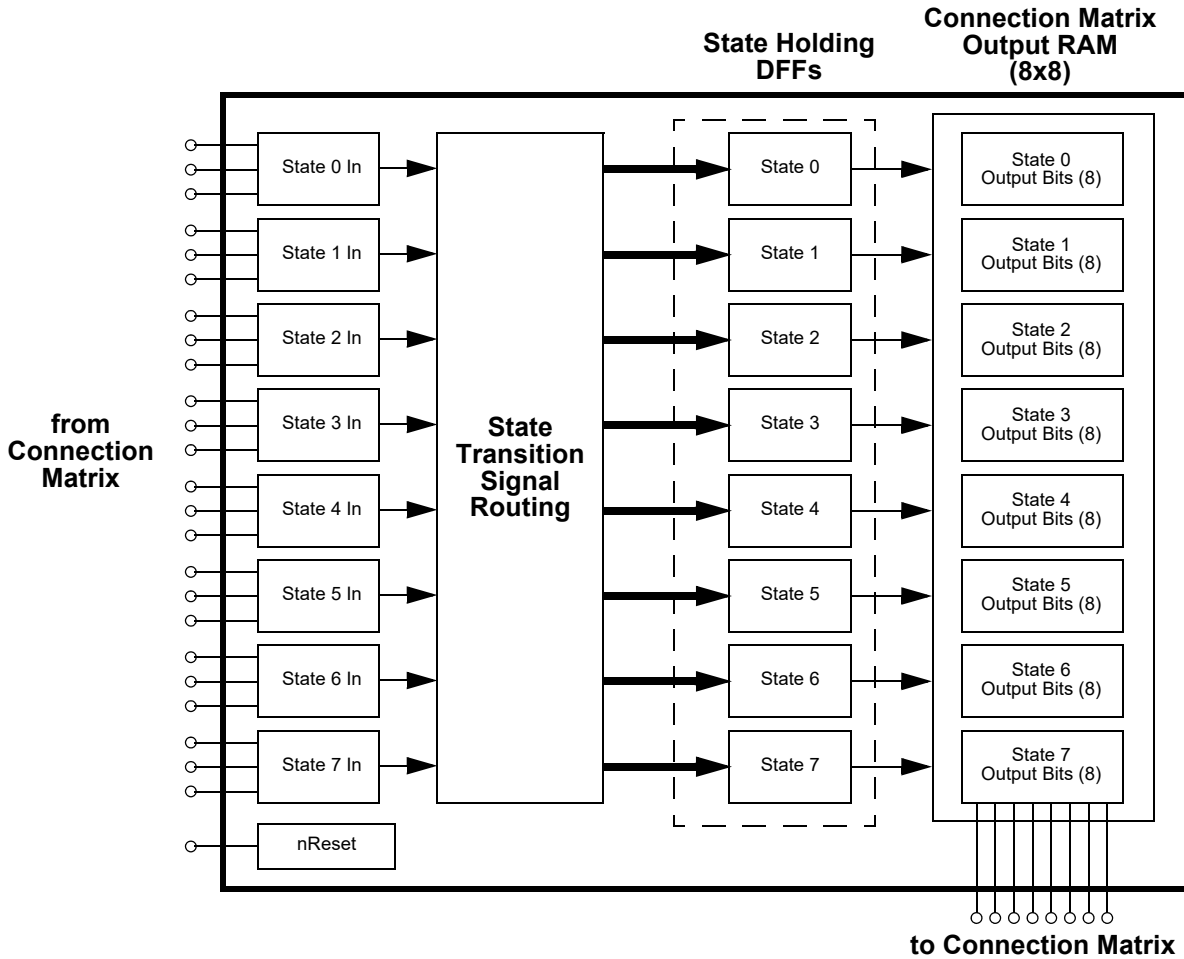 State Holding
DFFs
Connection Matrix
Output RAM
(8x8)
from
Connection
Matrix
State 0 In
State 1 In
State 2 In
State 3 In
State 4 In
State 5 In
State 6 In
State 7 In
nReset
State
Transition
Signal
Routing
State 0
State 1
State 2
State 3
State 4
State 5
State 6
State 7
State 0
Output Bits (8)
State 1
Output Bits (8)
State 2
Output Bits (8)
State 3
Output Bits (8)
State 4
Output Bits (8)
State 5
Output Bits (8)
State 6
Output Bits (8)
State 7
Output Bits (8)
to Connection Matrix